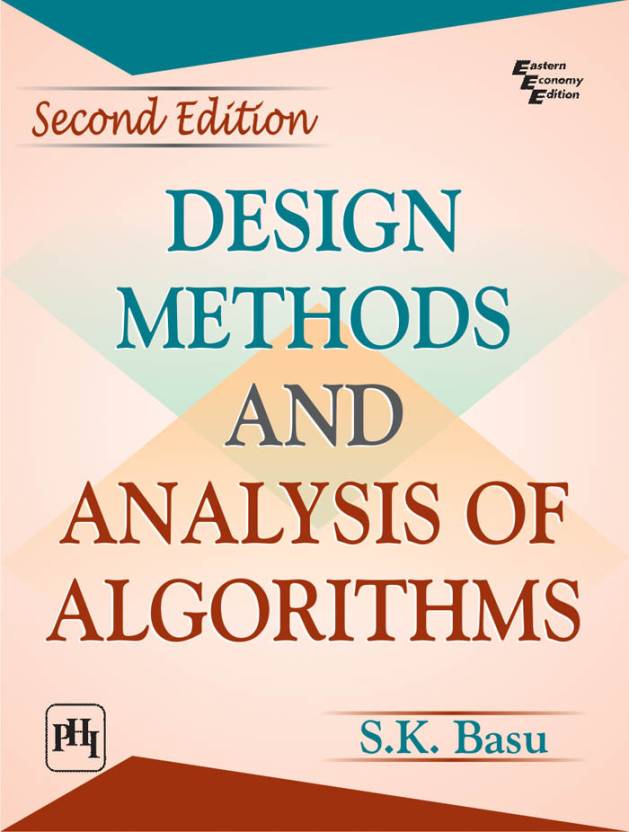 Eastern
Economy
Edition
Second Edition
DESIGN
METHODS
AND
ANALYSIS OF
ALGORITHMS
PHI
S.K. Basu